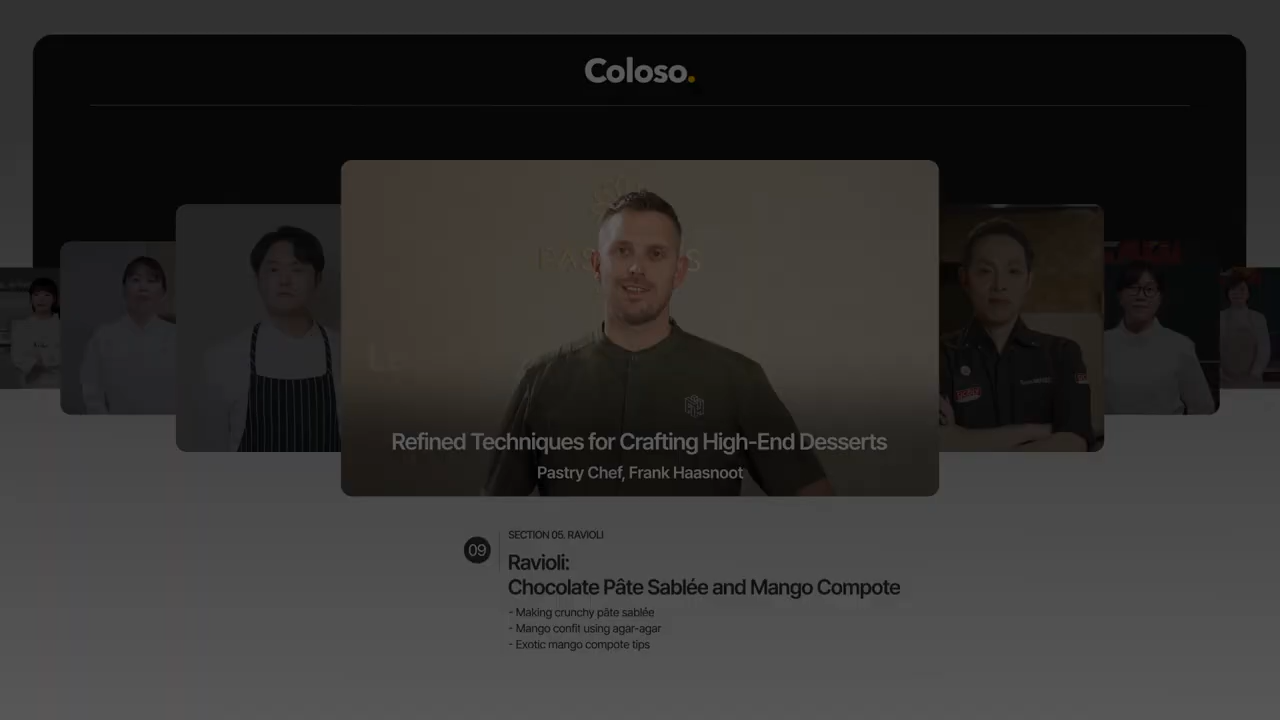 Coloso.
Refined Techniques for Crafting High-End Desserts
Pastry Chef, Frank Haasnoot
09
SECTION 05. RAVIOLI
Ravioli:
Chocolate Pâte Sablée and Mango Compote
- Making crunchy pâte sablée
- Mango confit using agar-agar
- Exotic mango compote tips